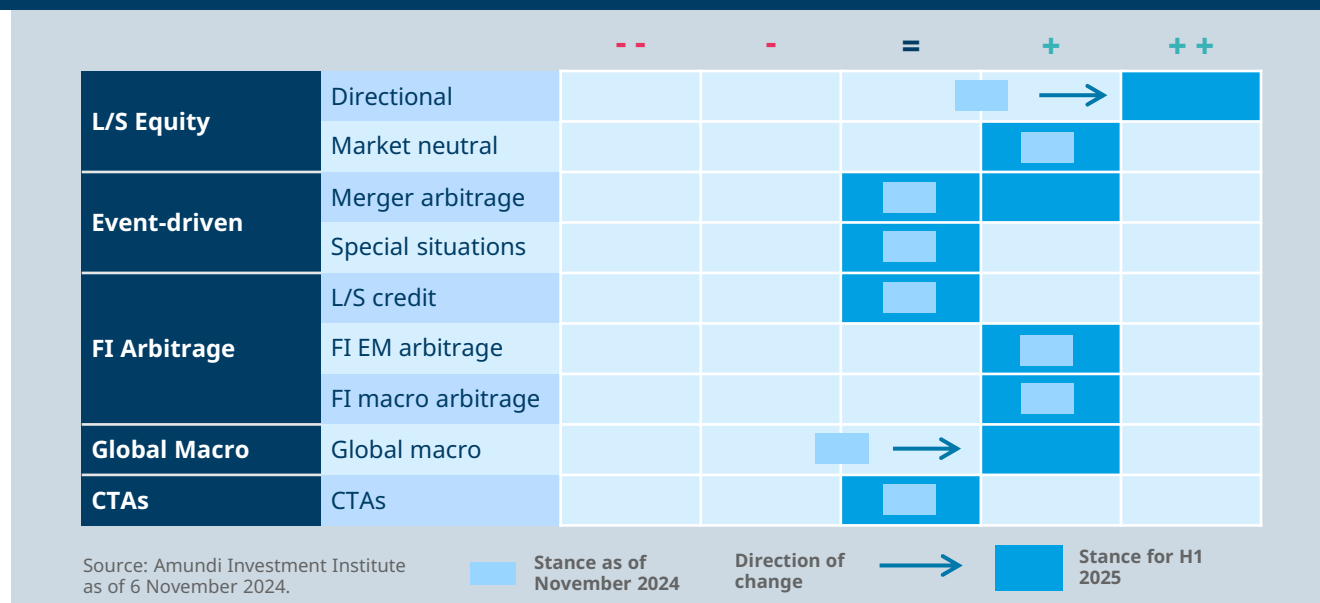 - - - = + + +
L/S Equity
Directional
Market neutral
Event-driven
Merger arbitrage
Special situations
FI Arbitrage
L/S credit
FI EM arbitrage
FI macro arbitrage
Global Macro
Global macro
CTAs
CTAs
Source: Amundi Investment Institute
as of 6 November 2024.
Stance as of
November 2024
Direction of
change
Stance for H1
2025